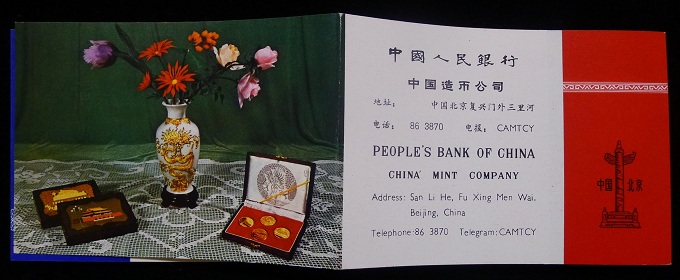 中國人民銀行
中国造币公司
地址： 中国北京复兴门外三里河
电话： 86 3870 电报： CAMTCY
PEOPLE'S BANK OF CHINA
CHINA' MINT COMPANY
Address: San Li He, Fu Xing Men Wai,
Beijing, China
Telephone:86 3870 Telegram:CAMTCY
中国 北京